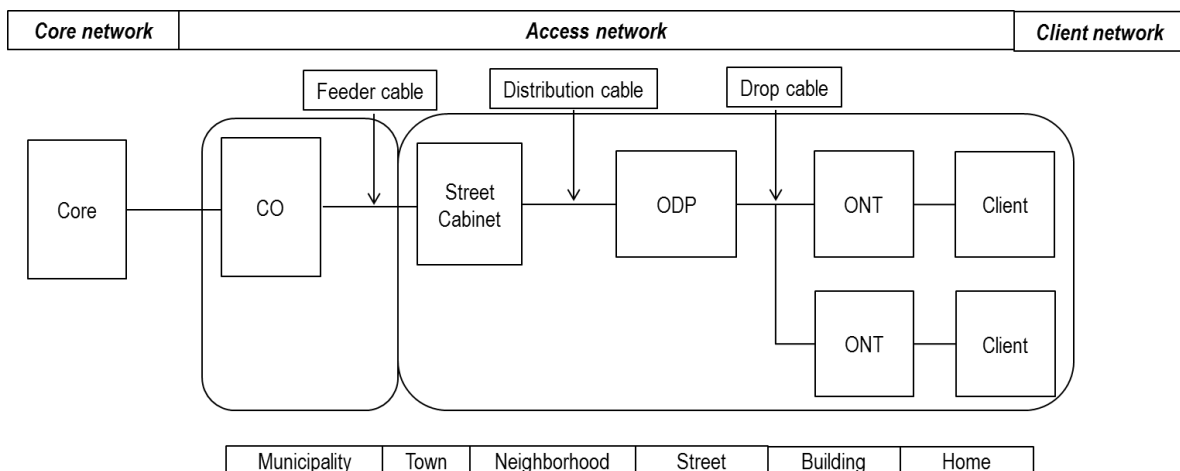 Core network Access network Client network
Feeder cable Distribution cable Drop cable
Core
CO
Street
Cabinet
ODP
ONT
Client
ONT
Client
Municipality Town Neighborhood Street Building Home